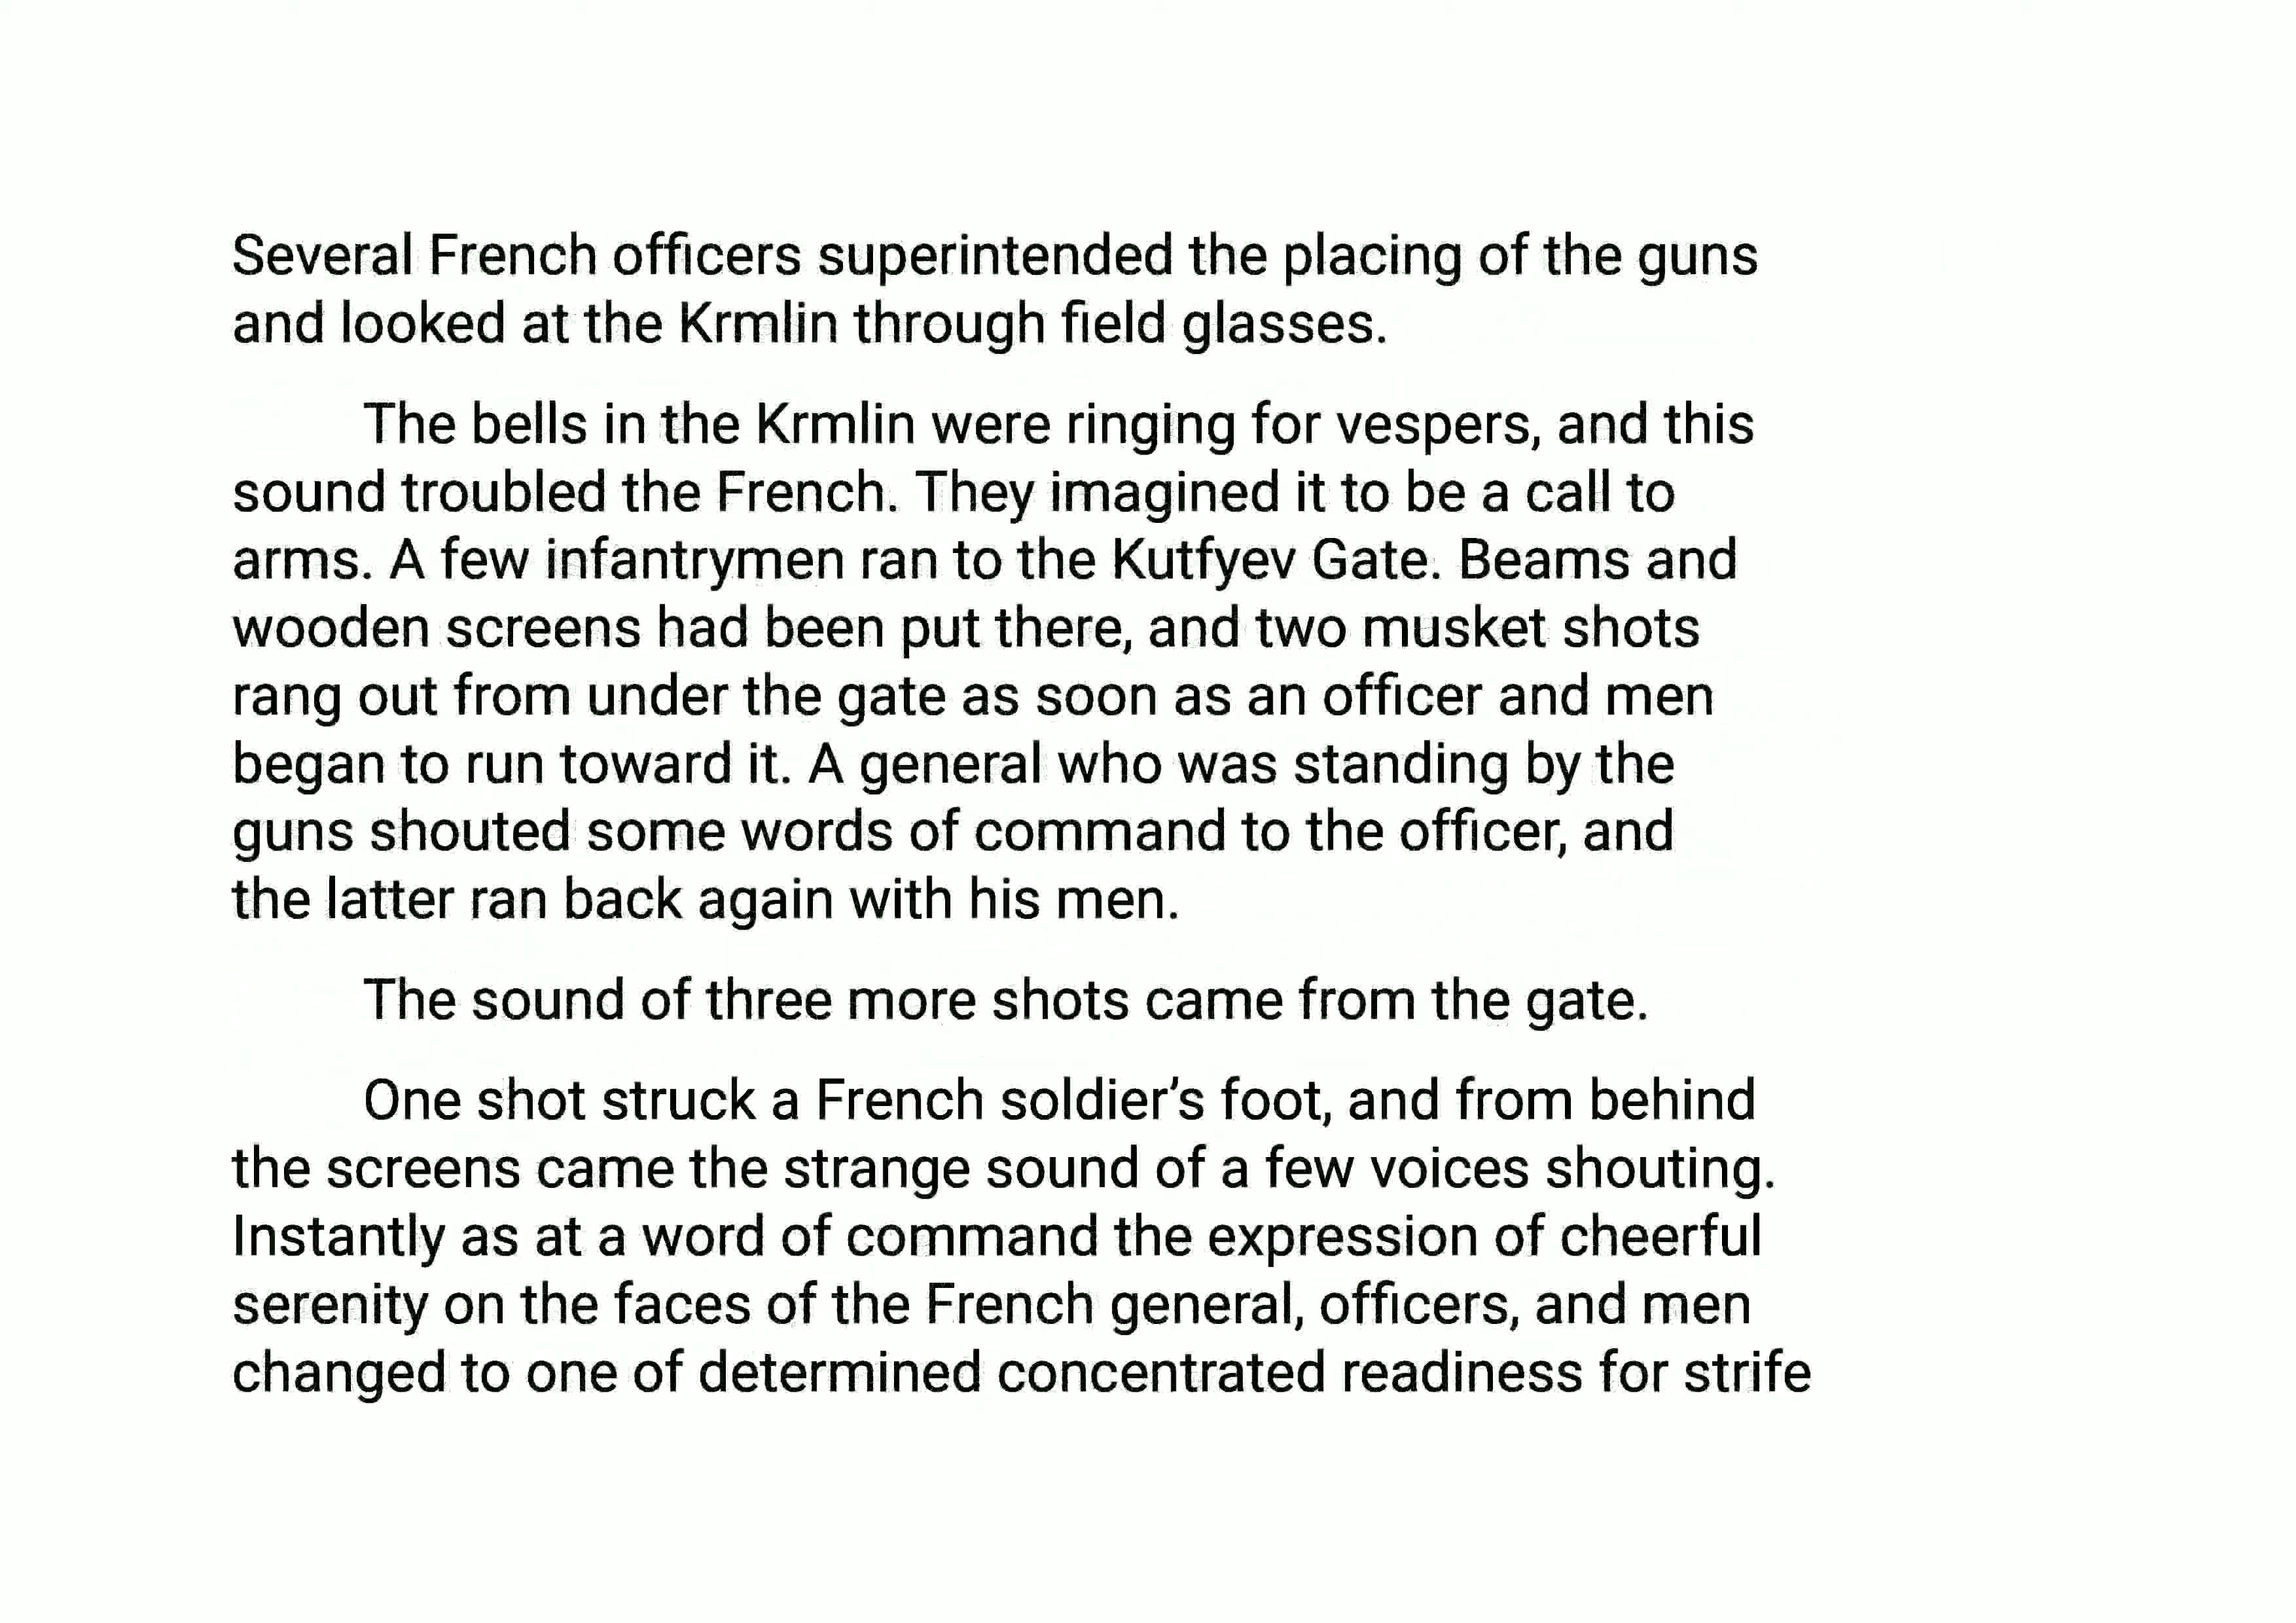 Several French officers superintended the placing of the guns
and looked at the Krmlin through field glasses.
The bells in the Krmlin were ringing for vespers, and this
sound troubled the French. They imagined it to be a call to
arms. A few infantrymen ran to the Kutfyev Gate. Beams and
wooden screens had been put there, and two musket shots
rang out from under the gate as soon as an officer and men
began to run toward it. A general who was standing by the
guns shouted some words of command to the officer, and
the latter ran back again with his men.
The sound of three more shots came from the gate.
One shot struck a French soldier’s foot, and from behind
the screens came the strange sound of a few voices shouting.
Instantly as at a word of command the expression of cheerful
serenity on the faces of the French general, officers, and men
changed to one of determined concentrated readiness for strife